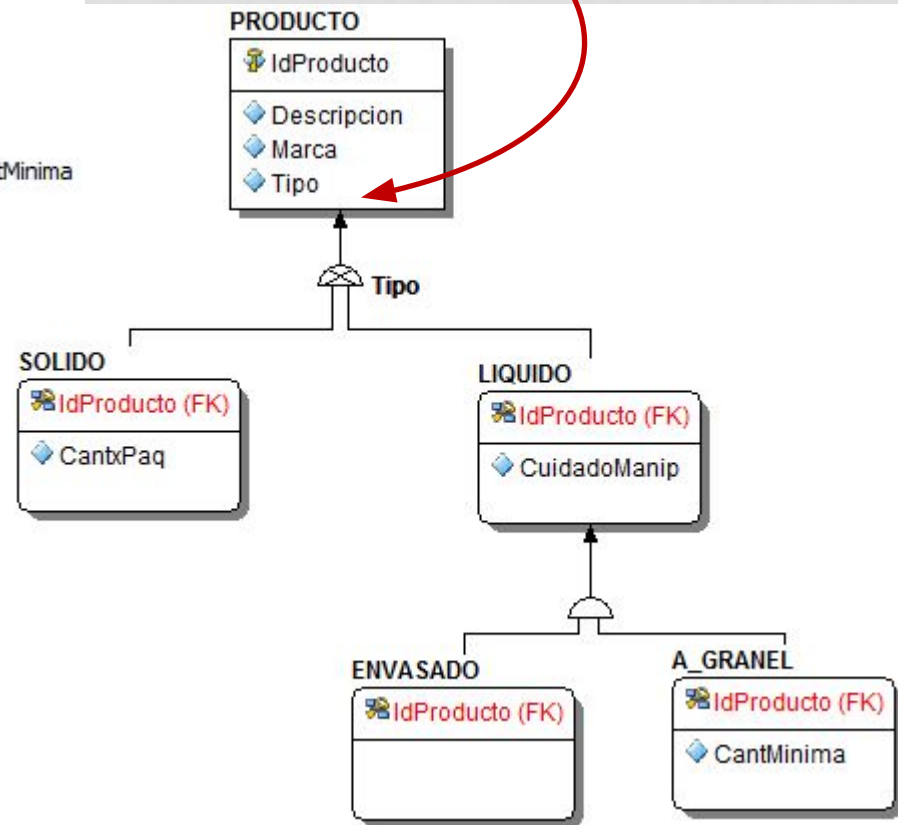 PRODUCTO
IdProducto
Descripcion
Marca
Tipo
Tipo
SOLIDO
IdProducto (FK)
CantxPaq
LIQUIDO
IdProducto (FK)
CuidadoManip
ENVASADO
IdProducto (FK)
A_GRANEL
IdProducto (FK)
CantMinima